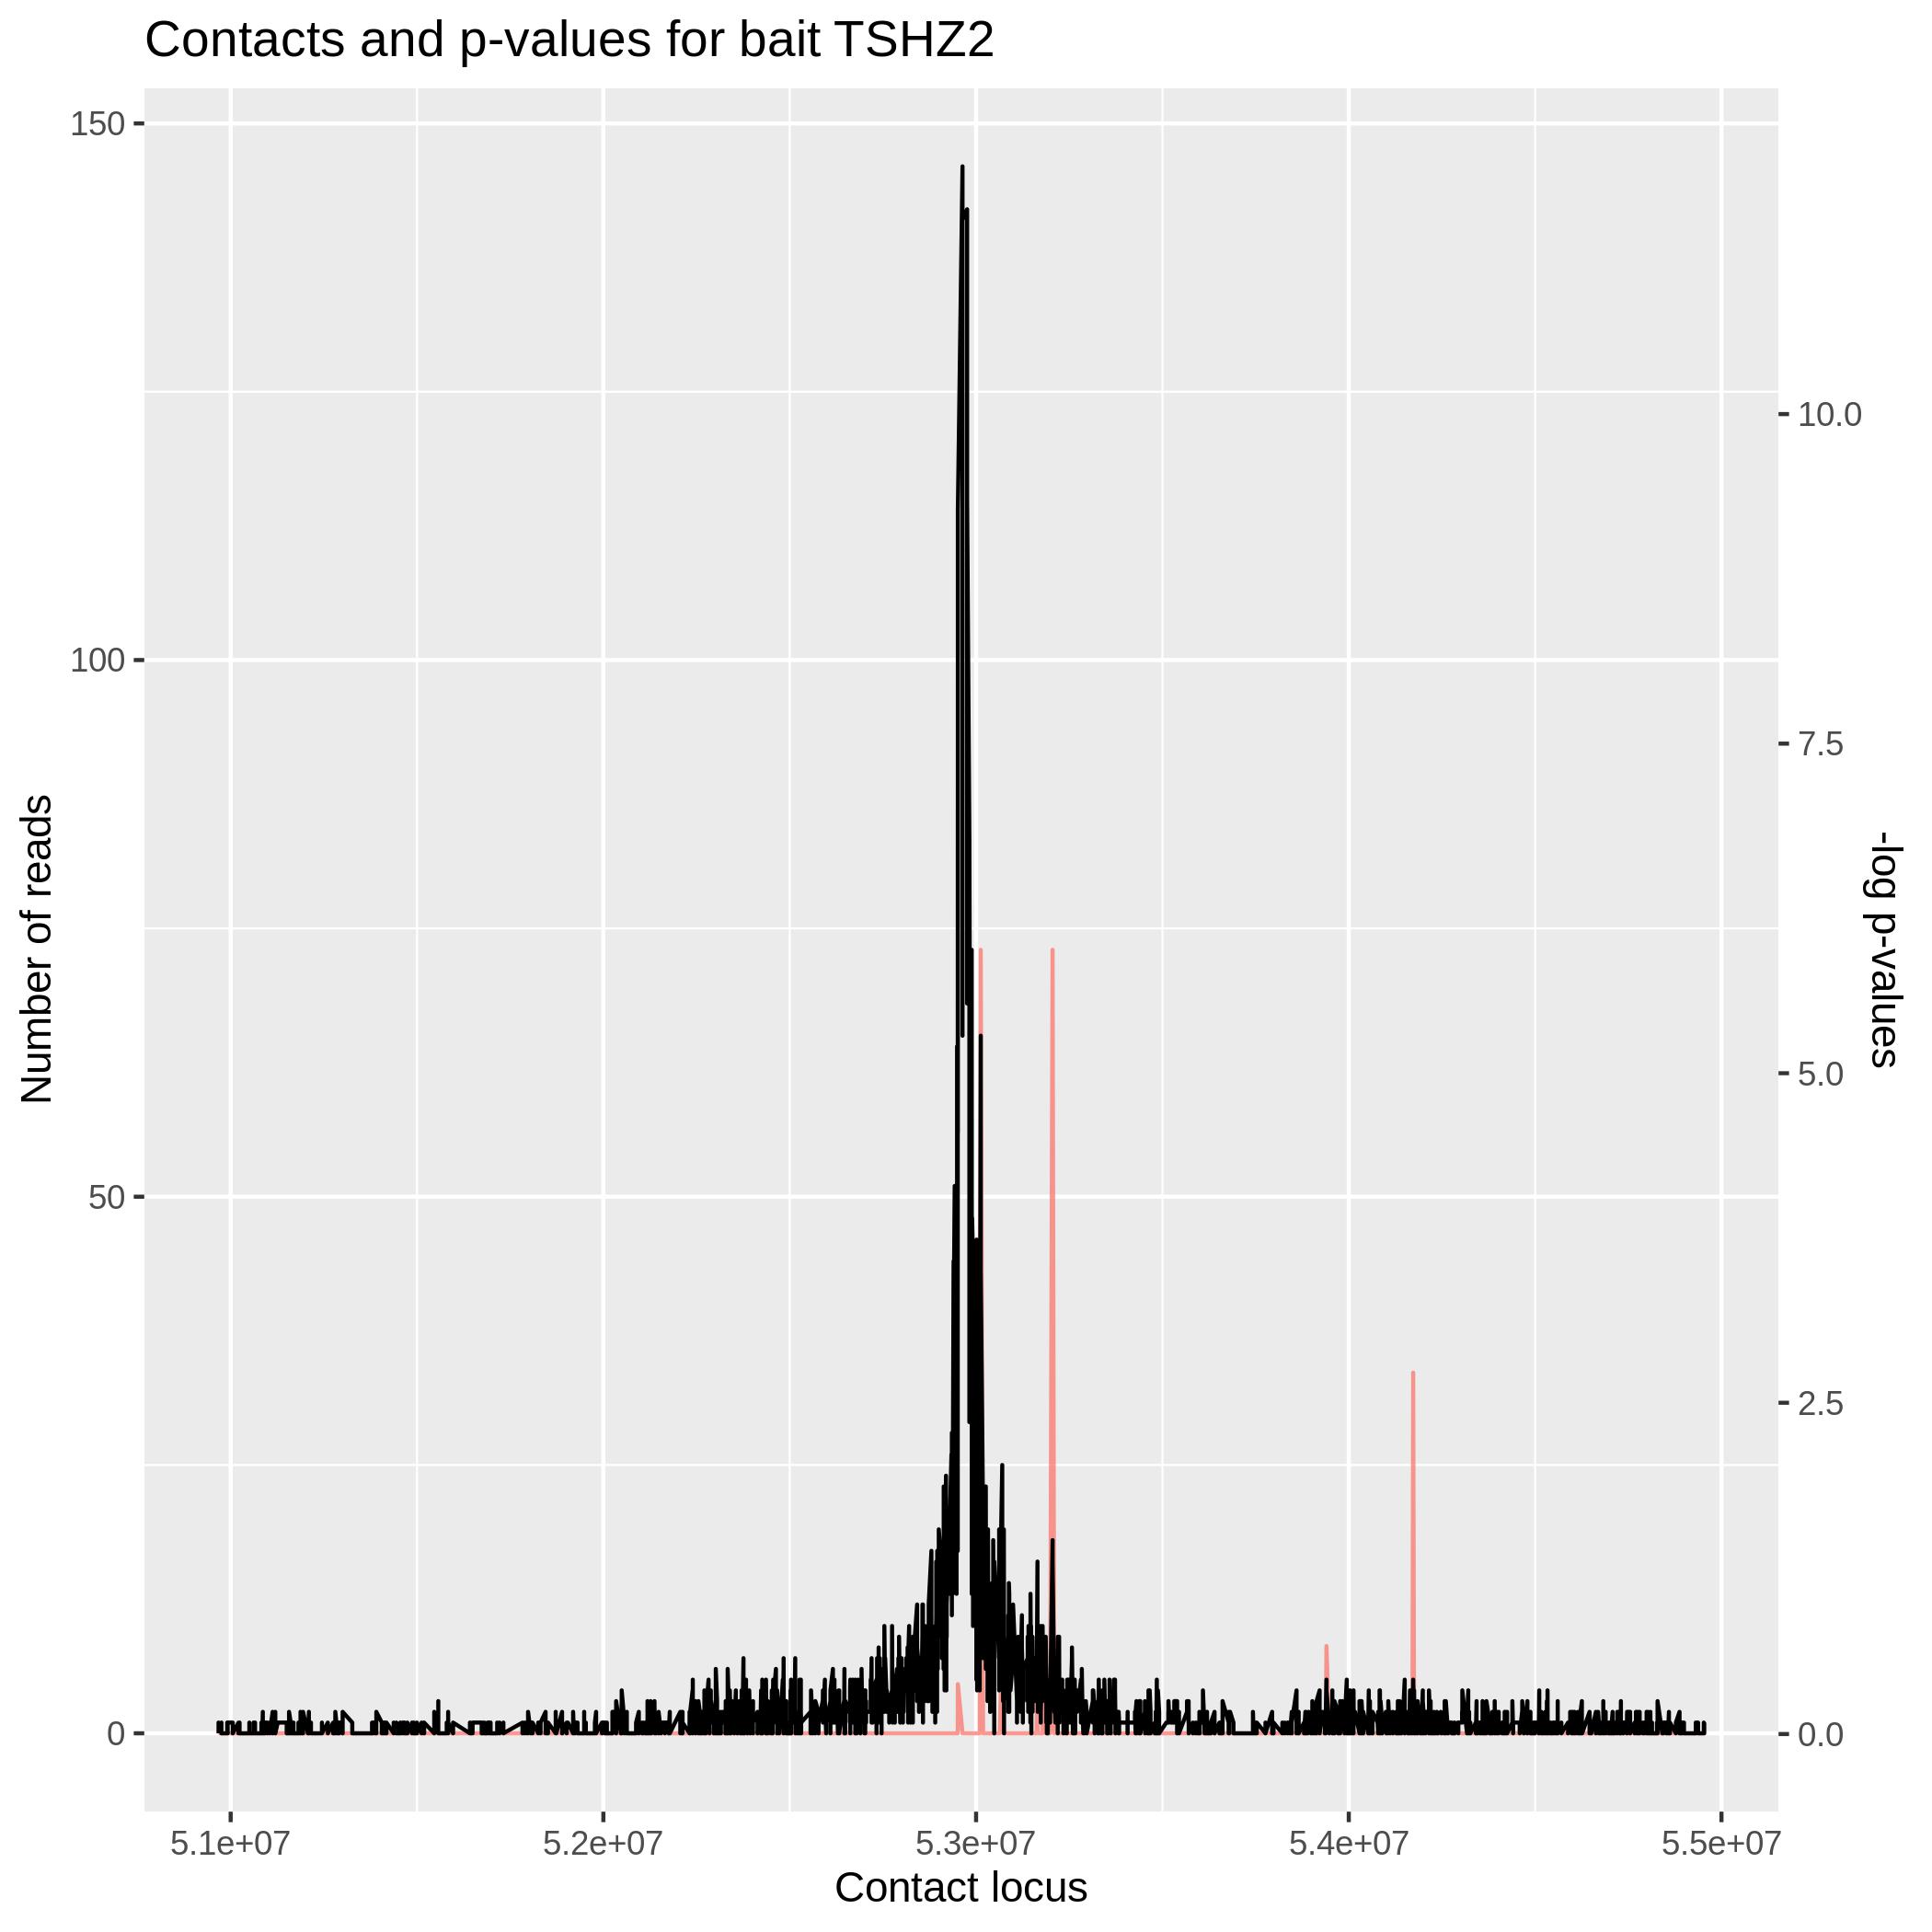 Contacts and p-values for bait TSHZ2
150
100
50
0
Number of reads
10.0
7.5
5.0
2.5
0.0
-log p-values
5.1e+07
5.2e+07
5.3e+07
5.4e+07
5.5e+07
Contact locus